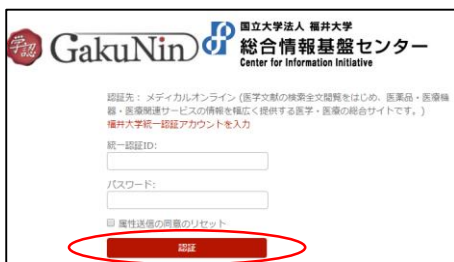 学認
GakuNin
国立大学法人 福井大学
総合情報基盤センター
Center for Information Initiative
認証先: メディカルオンライン (医学文献の検索全文閲覧をはじめ、医薬品・医療機
器・医療関連サービスの情報を幅広く提供する医学・医療の総合サイトです。)
福井大学統一認証アカウントを入力
統一認証ID:
パスワード:
属性送信の同意のリセット
認証